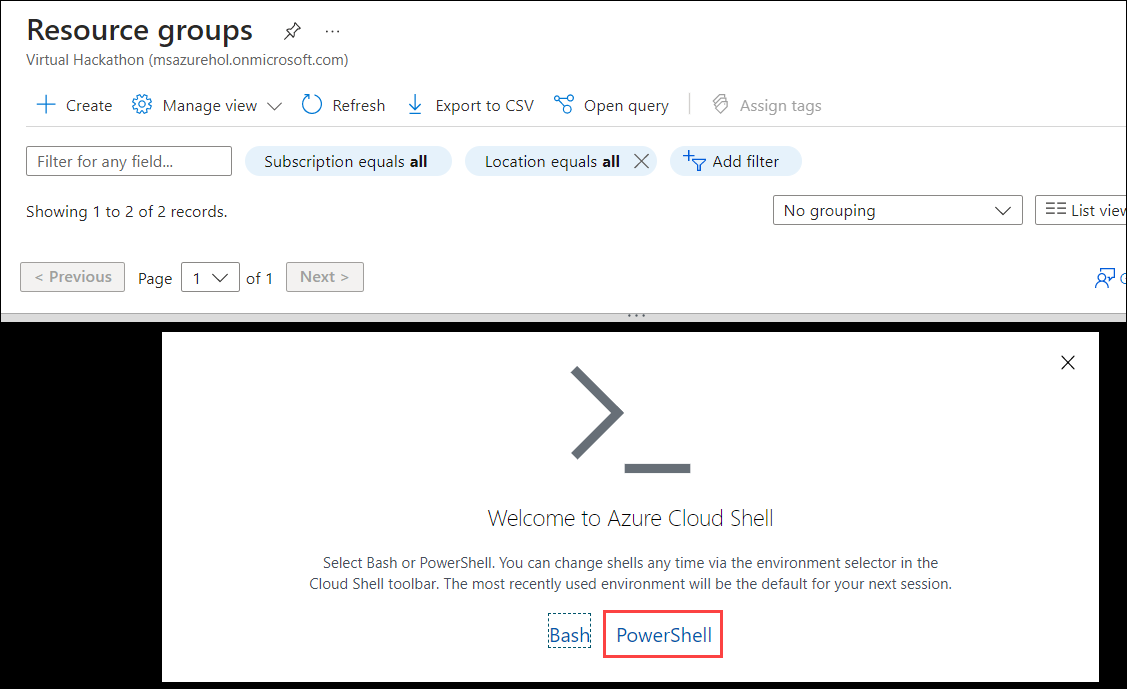 Resource groups ...
Virtual Hackathon (msazurehol.onmicrosoft.com)
Create Manage view Refresh Export to CSV Open query Assign tags
Filter for any field... Subscription equals all Location equals all Add filter
Showing 1 to 2 of 2 records. No grouping List view
< Previous Page 1 of 1 Next >
Welcome to Azure Cloud Shell
Select Bash or PowerShell. You can change shells any time via the environment selector in the
Cloud Shell toolbar. The most recently used environment will be the default for your next session.
Bash PowerShell